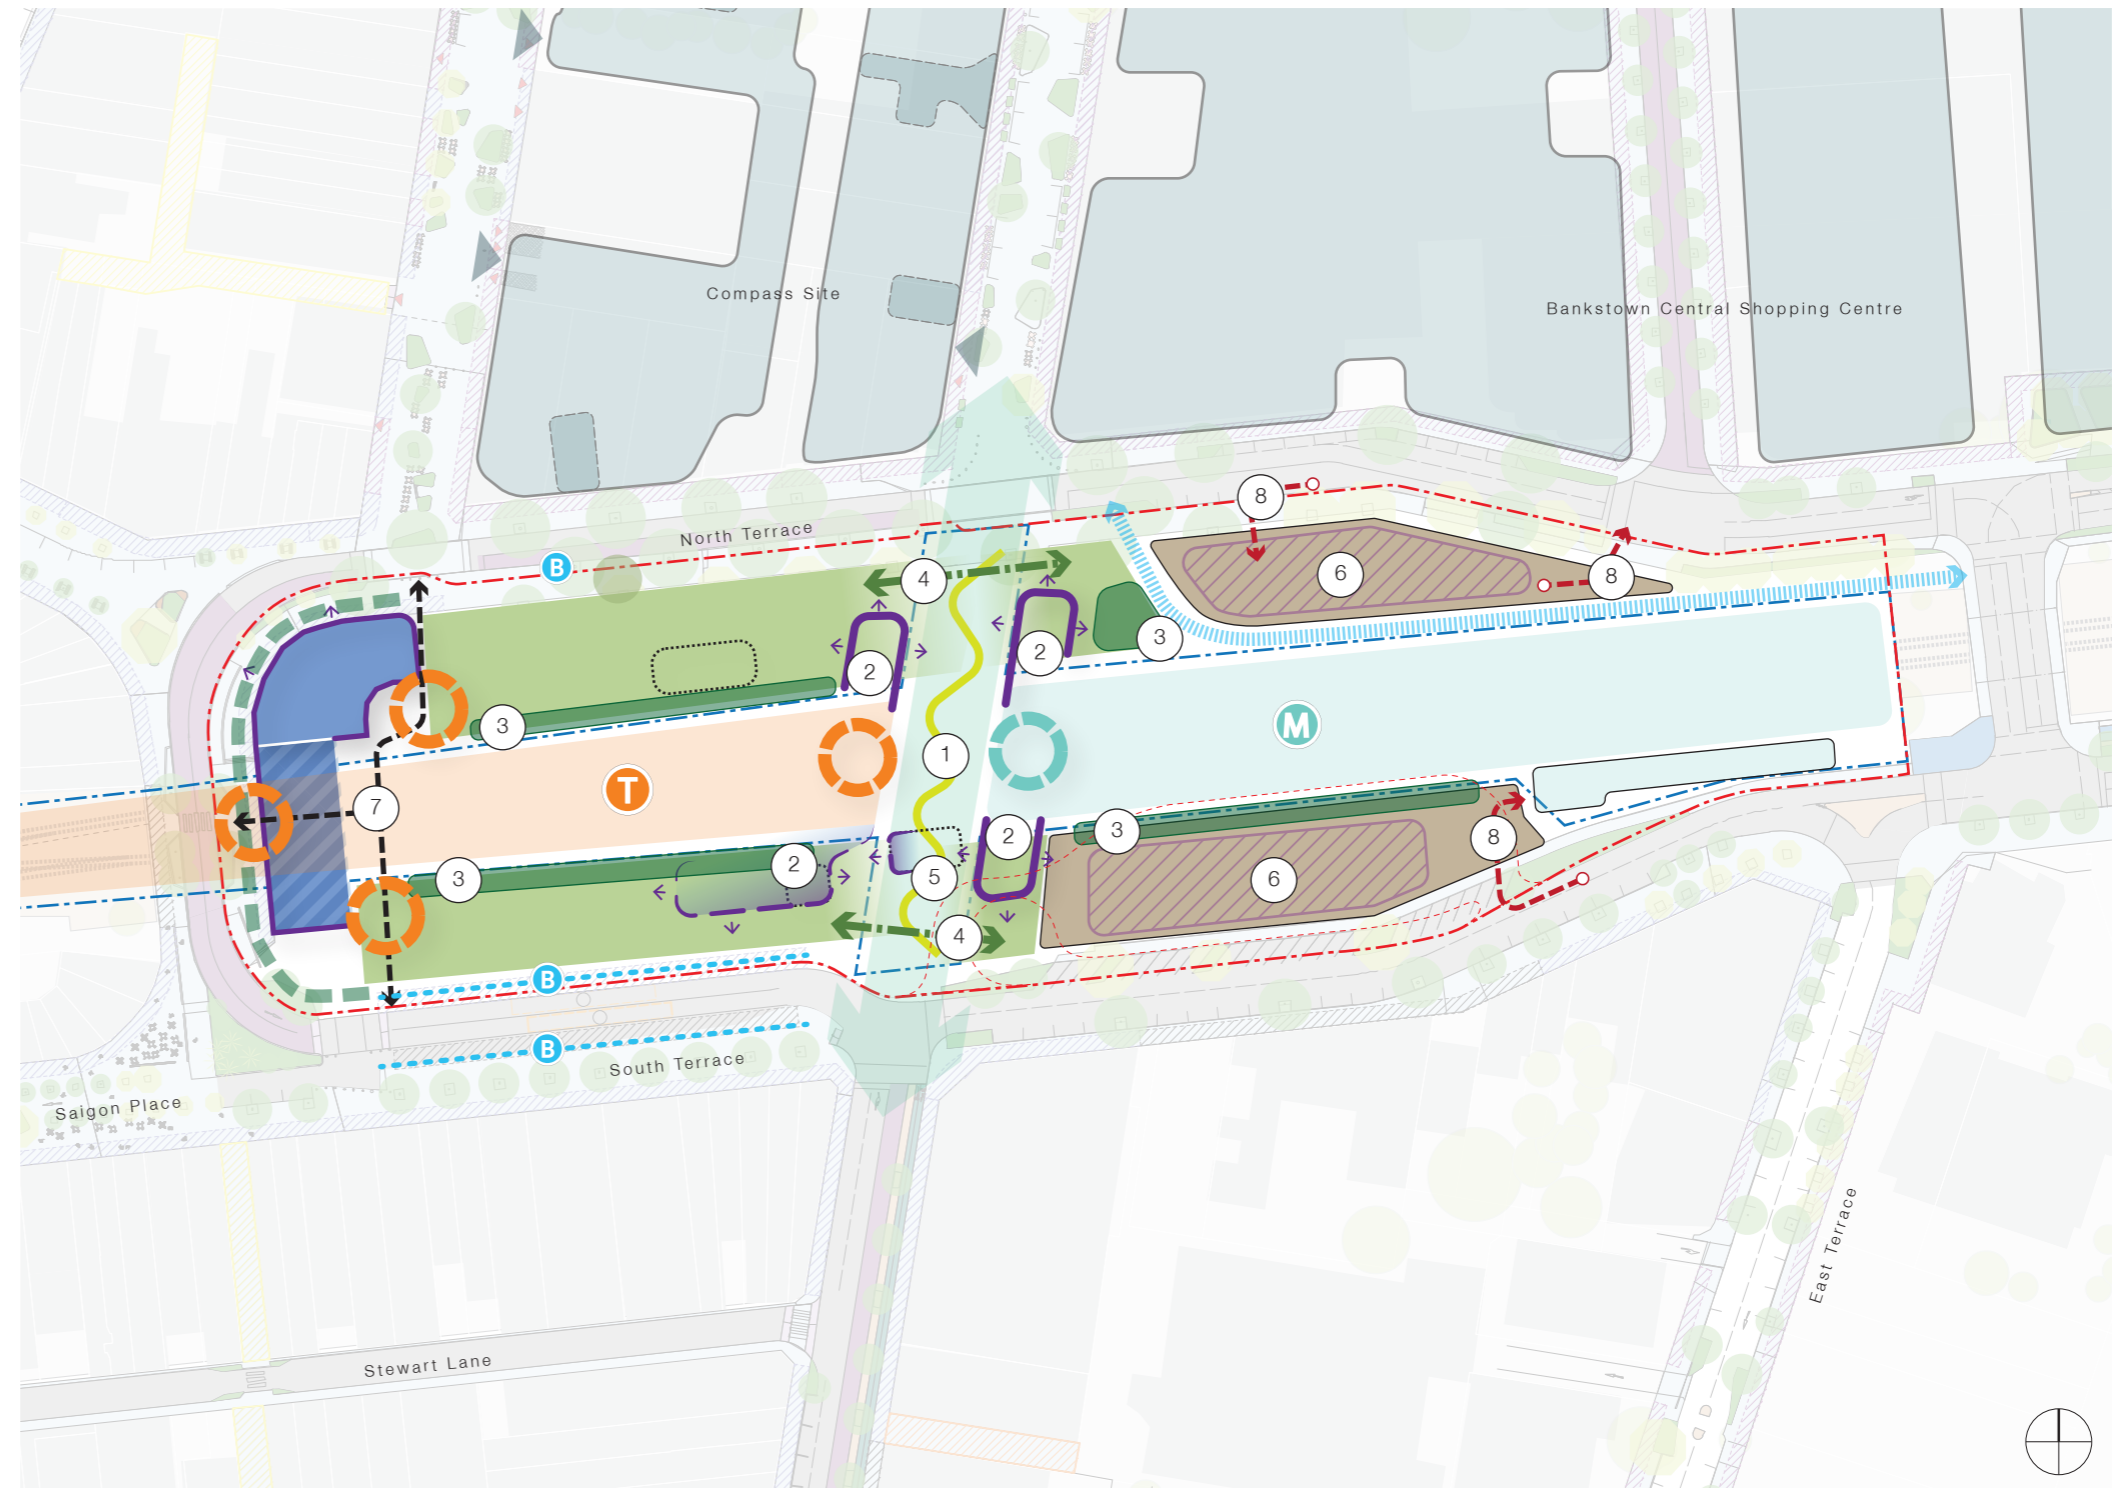 Compass Site
Bankstown Central Shopping Centre
8
North Terrace
B
4
6
8
2
2
3
3
1
M
T
7
3
2
2
3
8
5
6
4
B
B
South Terrace
Saigon Place
East Terrace
Stewart Lane